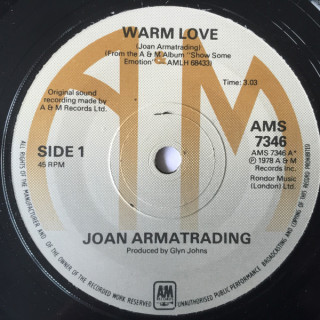 WARM LOVE
(Joan Armatrading)
(From the A & M Album "Show Some
Emotion" AMLH 68433)
Original sound
recording made by
A & M Records Ltd.
Time: 3.03
AMS
7346
AMS 7346 A*
℗ 1978 A & M
Records Inc.
Rondor Music
(London) Ltd.
SIDE 1
45 RPM
JOAN ARMATRADING
Produced by Glyn Johns
ALL RIGHTS OF THE MANUFACTURER AND OF THE OWNER OF THE RECORDED WORK RESERVED
UNAUTHORISED PUBLIC PERFORMANCE BROADCASTING AND COPYING OF THIS RECORD PROHIBITED
A&M